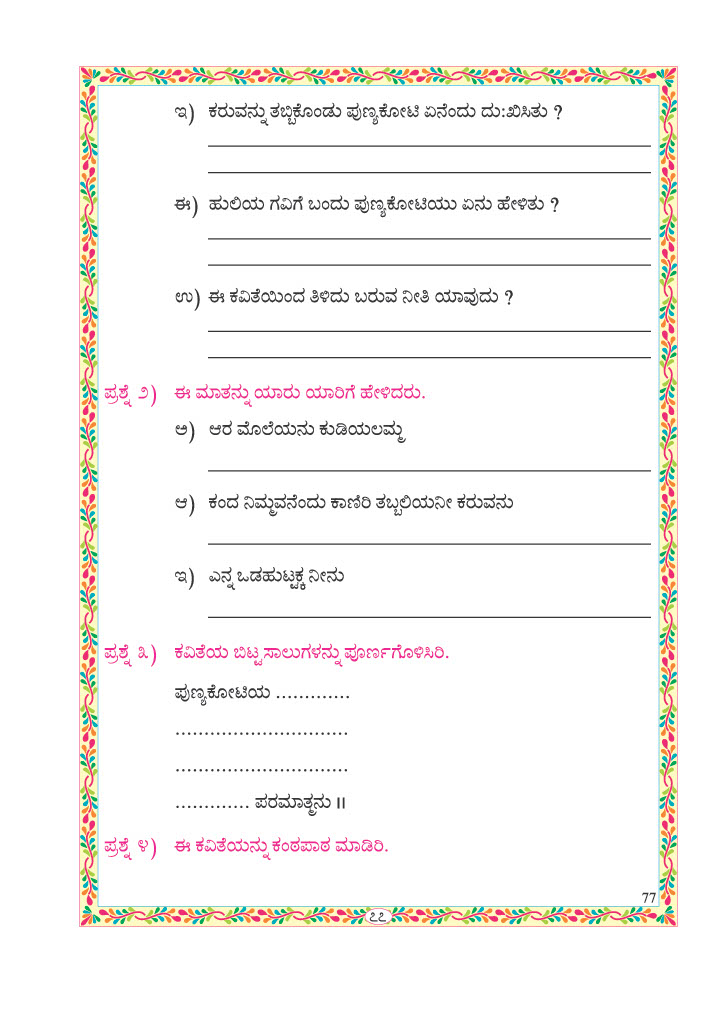 ಇ) ಕರುವನ್ನು ತಬ್ಬಿಕೊಂಡು ಪುಣ್ಯಕೋಟಿ ಏನೆಂದು ದು:ಖಿಸಿತು ?
ಈ) ಹುಲಿಯ ಗವಿಗೆ ಬಂದು ಪುಣ್ಯಕೋಟಿಯು ಏನು ಹೇಳಿತು ?
ಉ) ಈ ಕವಿತೆಯಿಂದ ತಿಳಿದು ಬರುವ ನೀತಿ ಯಾವುದು ?
ಪ್ರಶ್ನೆ ೨) ಈ ಮಾತನ್ನು ಯಾರು ಯಾರಿಗೆ ಹೇಳಿದರು.
ಅ) ಆರ ಮೊಲೆಯನು ಕುಡಿಯಲಮ್ಮ
ಆ) ಕಂದ ನಿಮ್ಮವನೆಂದು ಕಾಣಿರಿ ತಬ್ಬಲಿಯನೀ ಕರುವನು
ಇ) ಎನ್ನ ಒಡಹುಟ್ಟಕ್ಕ ನೀನು
ಪ್ರಶ್ನೆ ೩) ಕವಿತೆಯ ಬಿಟ್ಟಸಾಲುಗಳನ್ನು ಪೂರ್ಣಗೊಳಿಸಿರಿ.
ಪುಣ್ಯಕೋಟಿಯ .............
..............................
..............................
............. ಪರಮಾತ್ಮನು ॥
ಪ್ರಶ್ನೆ ೪) ಈ ಕವಿತೆಯನ್ನು ಕಂಠಪಾಠ ಮಾಡಿರಿ.
77
೭೭